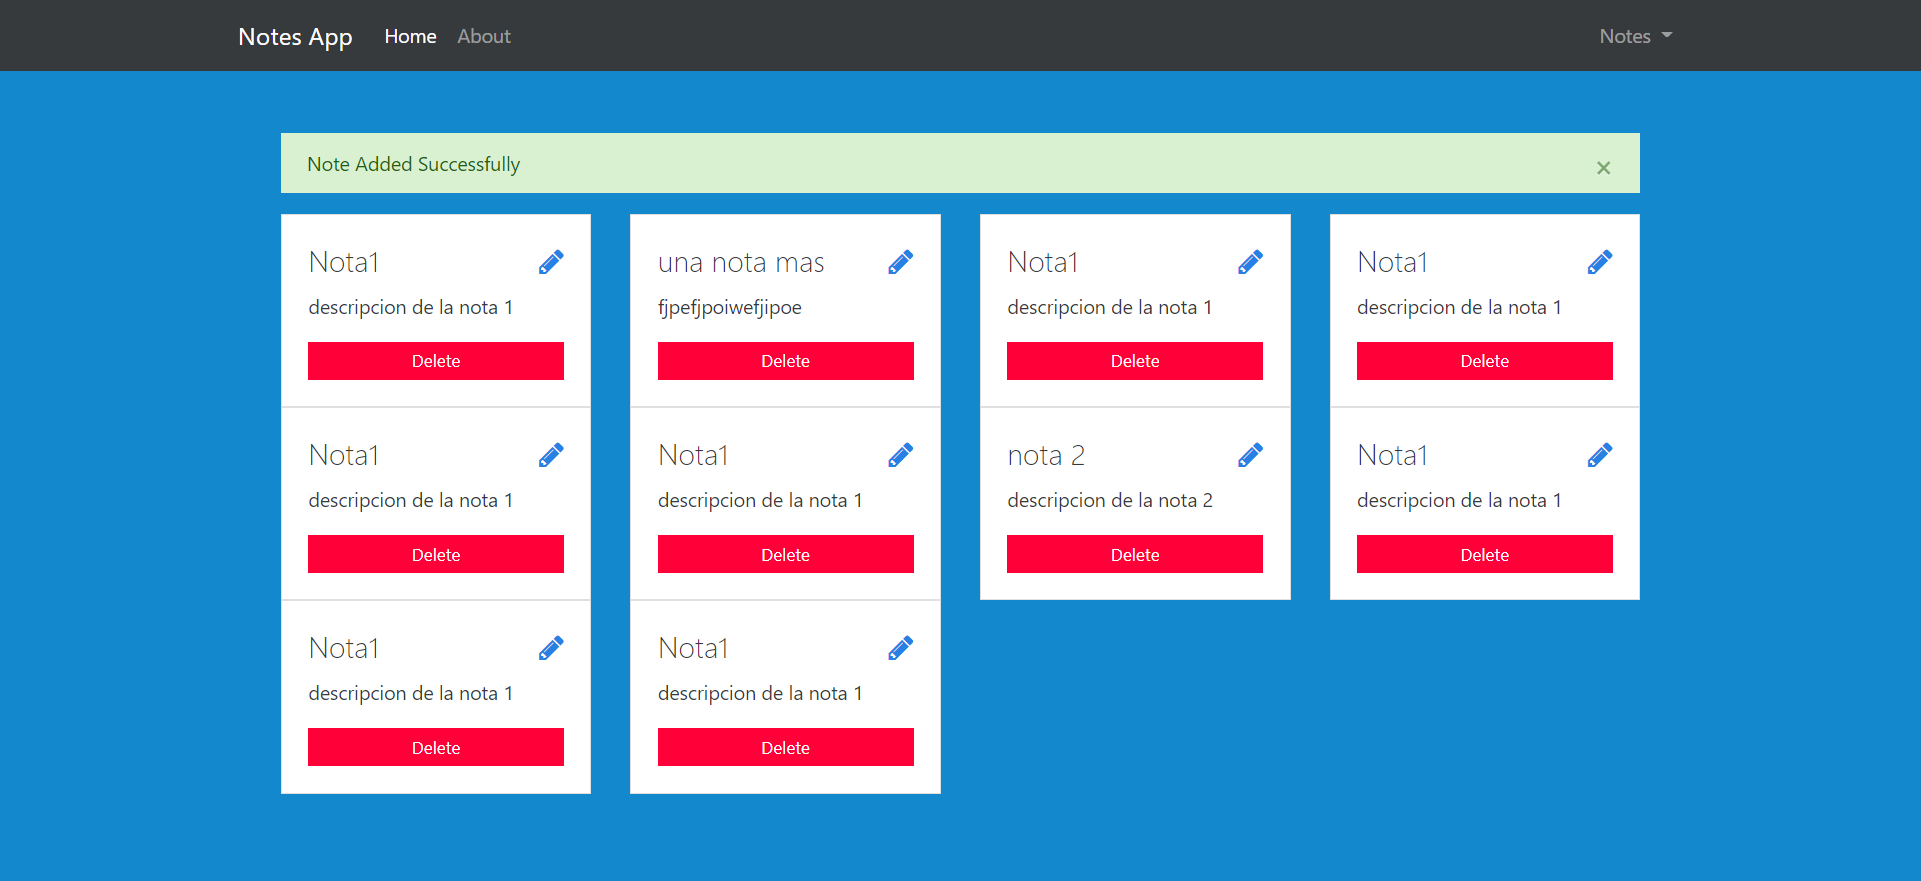 Notes App Home About Notes
Note Added Successfully
×
Nota1
descripcion de la nota 1
Delete
una nota mas
fjpefjpoiwefjipoe
Delete
Nota1
descripcion de la nota 1
Delete
Nota1
descripcion de la nota 1
Delete
Nota1
descripcion de la nota 1
Delete
Nota1
descripcion de la nota 1
Delete
nota 2
descripcion de la nota 2
Delete
Nota1
descripcion de la nota 1
Delete
Nota1
descripcion de la nota 1
Delete
Nota1
descripcion de la nota 1
Delete